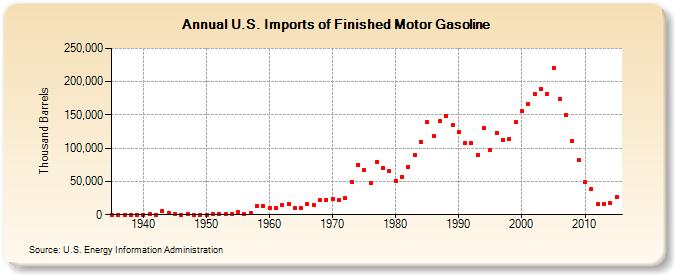 Annual U.S. Imports of Finished Motor Gasoline
Thousand Barrels
250,000
200,000
150,000
100,000
50,000
0
1940 1950 1960 1970 1980 1990 2000 2010
Source: U.S. Energy Information Administration